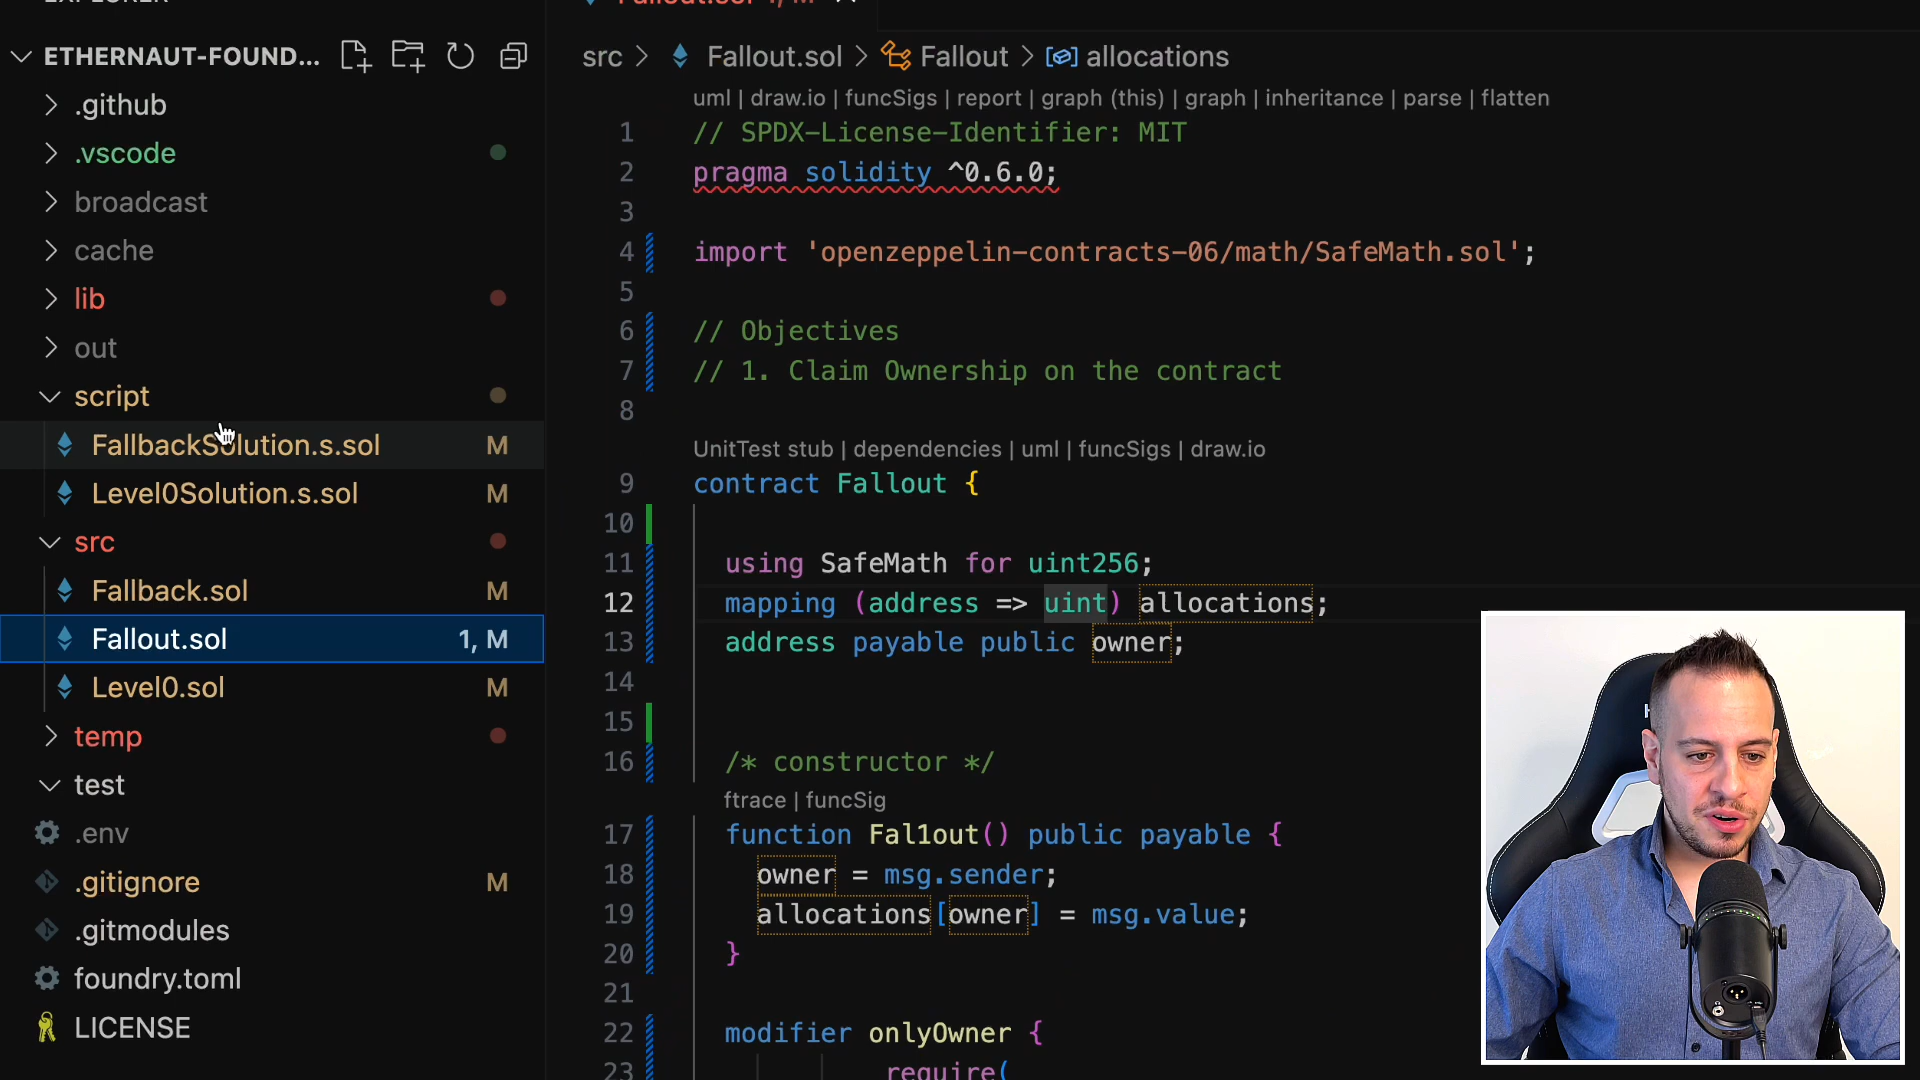 ETHERNAUT-FOUND...
.github
.vscode
broadcast
cache
lib
out
script
FallbackSolution.s.sol M
Level0Solution.s.sol M
src
Fallback.sol M
Fallout.sol 1, M
Level0.sol M
temp
test
.env
.gitignore M
.gitmodules
foundry.toml
LICENSE
src > Fallout.sol > Fallout > allocations
uml | draw.io | funcSigs | report | graph (this) | graph | inheritance | parse | flatten
1 // SPDX-License-Identifier: MIT
2 pragma solidity ^0.6.0;
3
4 import 'openzeppelin-contracts-06/math/SafeMath.sol';
5
6 // Objectives
7 // 1. Claim Ownership on the contract
8
UnitTest stub | dependencies | uml | funcSigs | draw.io
9 contract Fallout {
10
11 using SafeMath for uint256;
12 mapping (address => uint) allocations;
13 address payable public owner;
14
15
16 /* constructor */
ftrace | funcSig
17 function Fal1out() public payable {
18 owner = msg.sender;
19 allocations[owner] = msg.value;
20 }
21
22 modifier onlyOwner {
23 require(